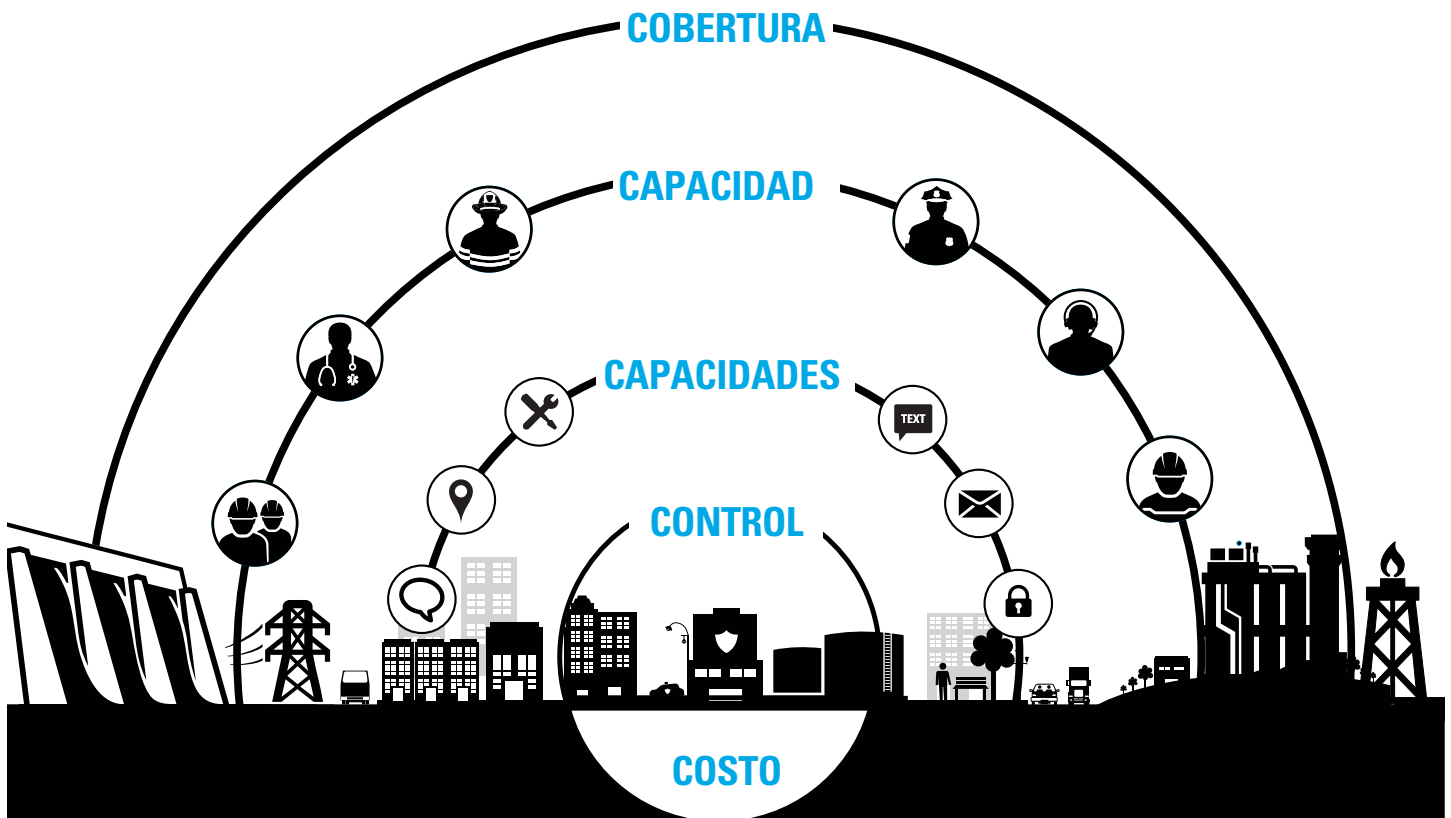 COBERTURA
CAPACIDAD
CAPACIDADES
TEXT
CONTROL
COSTO